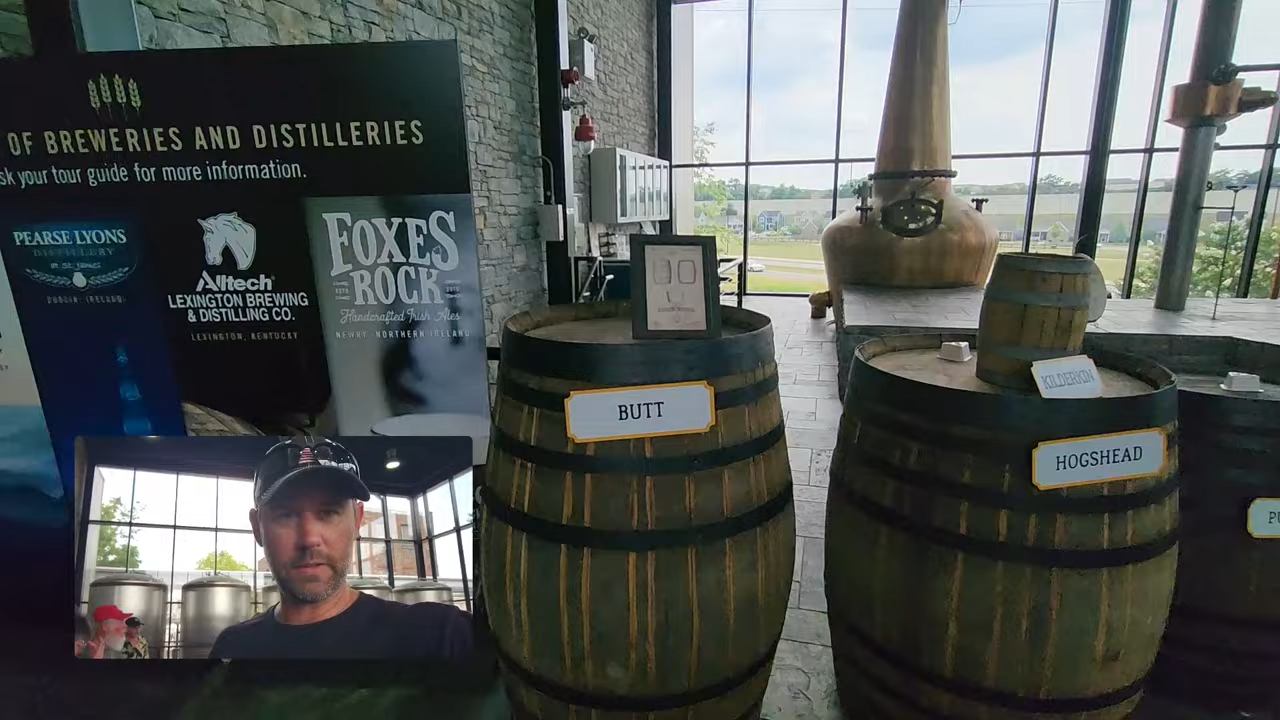 OF BREWERIES AND DISTILLERIES
sk your tour guide for more information.
PEARSE LYONS
DISTILLERY
DUBLIN, IRELAND
Alltech
LEXINGTON BREWING
& DISTILLING CO.
LEXINGTON, KENTUCKY
FOXES
ROCK
Handcrafted Irish Ales
NEWRY, NORTHERN IRELAND
BUTT
KILDERKIN
HOGSHEAD
PU